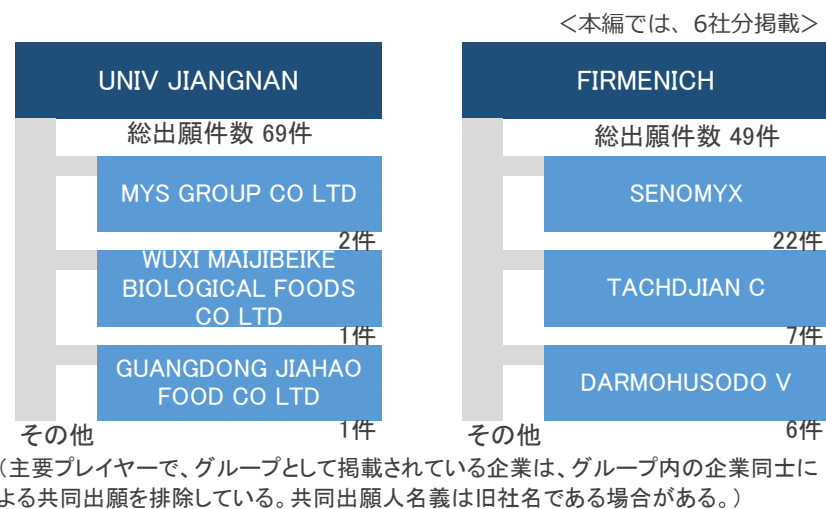 ＜本編では、6社分掲載＞
UNIV JIANGNAN
総出願件数 69件
MYS GROUP CO LTD
2件
WUXI MAIJIBEIKE
BIOLOGICAL FOODS
CO LTD
1件
GUANGDONG JIAHAO
FOOD CO LTD
1件
その他
FIRMENICH
総出願件数 49件
SENOMYX
22件
TACHDJIAN C
7件
DARMOHUSODO V
6件
その他
（主要プレイヤーで、グループとして掲載されている企業は、グループ内の企業同士に
よる共同出願を排除している。共同出願人名義は旧社名である場合がある。）